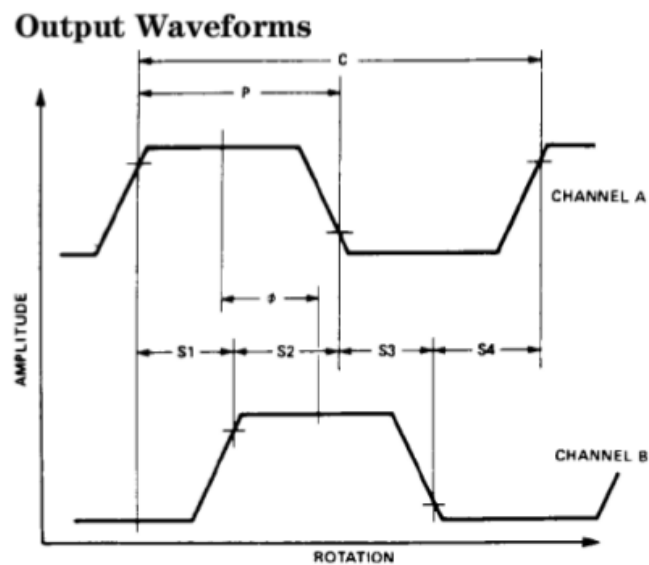 Output Waveforms
C
P
CHANNEL A
AMPLITUDE
ϕ
S1 S2 S3 S4
CHANNEL B
ROTATION